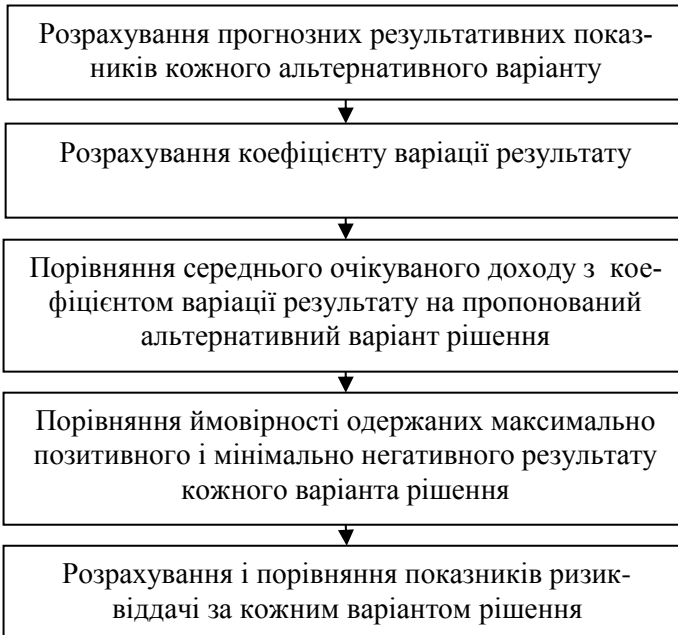 Розрахування прогнозних результативних показ-
ників кожного альтернативного варіанту
Розрахування коефіцієнту варіації результату
Порівняння середнього очікуваного доходу з кое-
фіцієнтом варіації результату на пропонований
альтернативний варіант рішення
Порівняння ймовірності одержаних максимально
позитивного і мінімально негативного результату
кожного варіанта рішення
Розрахування і порівняння показників ризик-
віддачі за кожним варіантом рішення